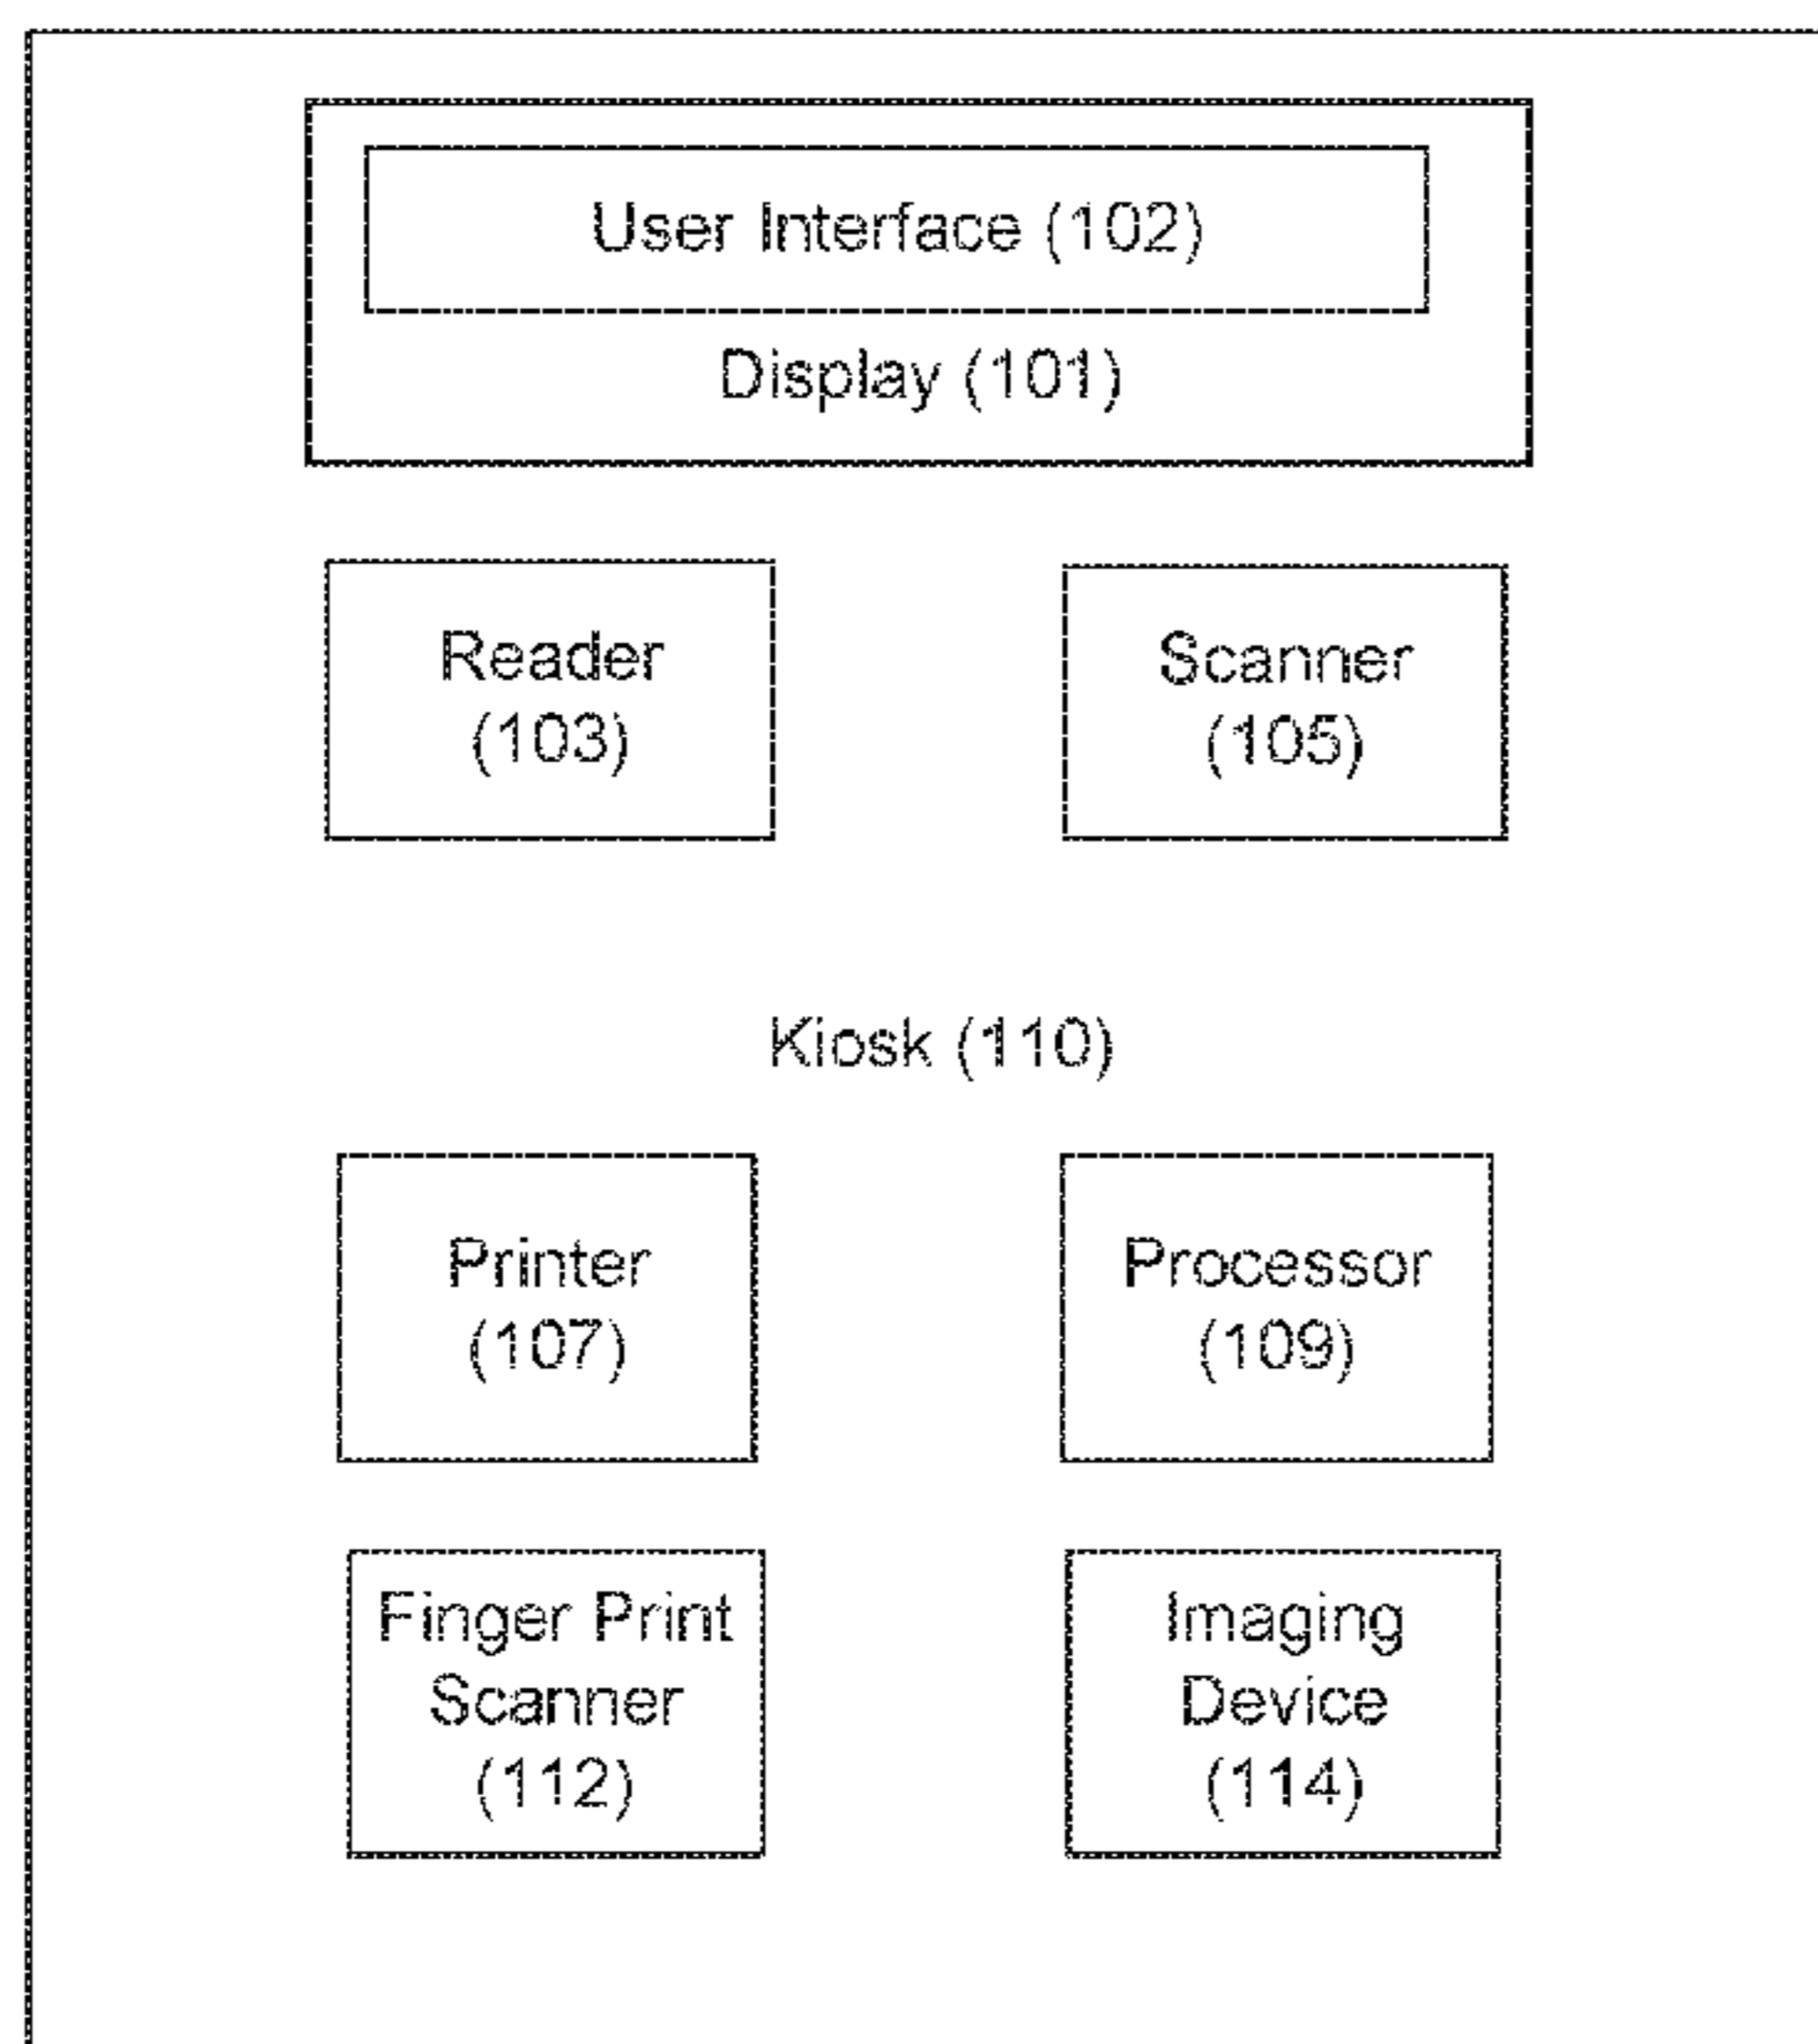 User Interface (102)
Display (101)
Reader
(103)
Scanner
(105)
Kiosk (110)
Printer
(107)
Processor
(109)
Finger Print
Scanner
(112)
Imaging
Device
(114)